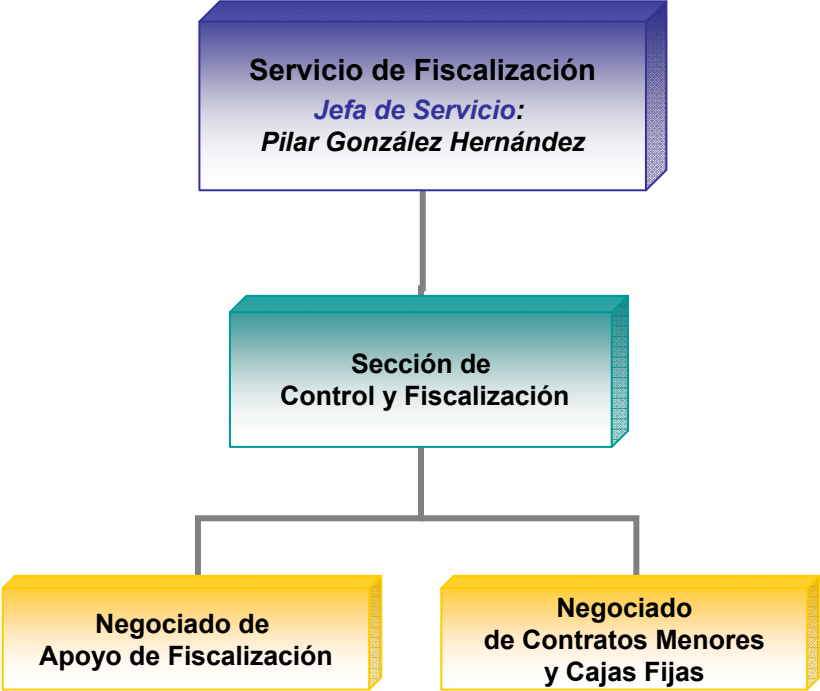 Servicio de Fiscalización
Jefa de Servicio:
Pilar González Hernández
Sección de
Control y Fiscalización
Negociado de
Apoyo de Fiscalización
Negociado
de Contratos Menores
y Cajas Fijas